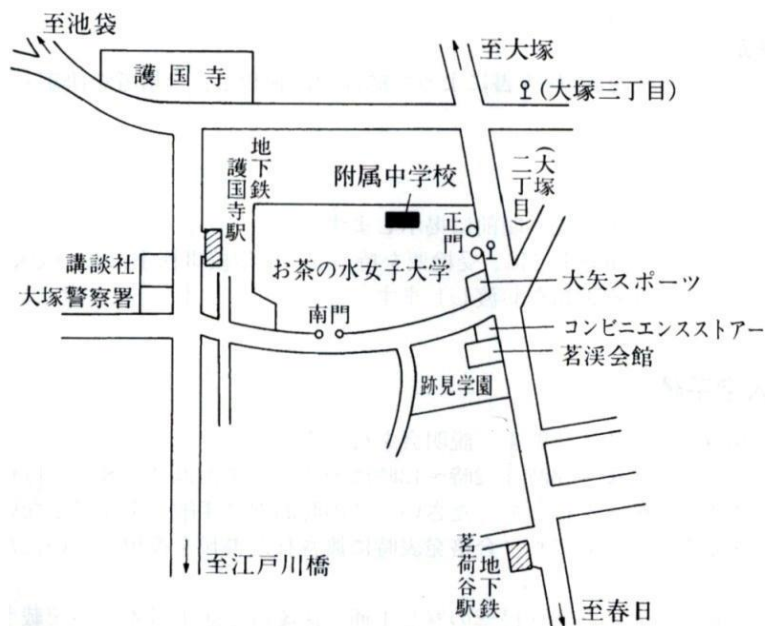 至池袋
護国寺
至大塚
(大塚三丁目)
(大塚
二丁目)
地下鉄
護国寺駅
附属中学校
正門
お茶の水女子大学
講談社
大塚警察署
大矢スポーツ
南門
コンビニエンスストアー
茗渓会館
跡見学園
地下鉄
茗荷谷駅
至江戸川橋
至春日